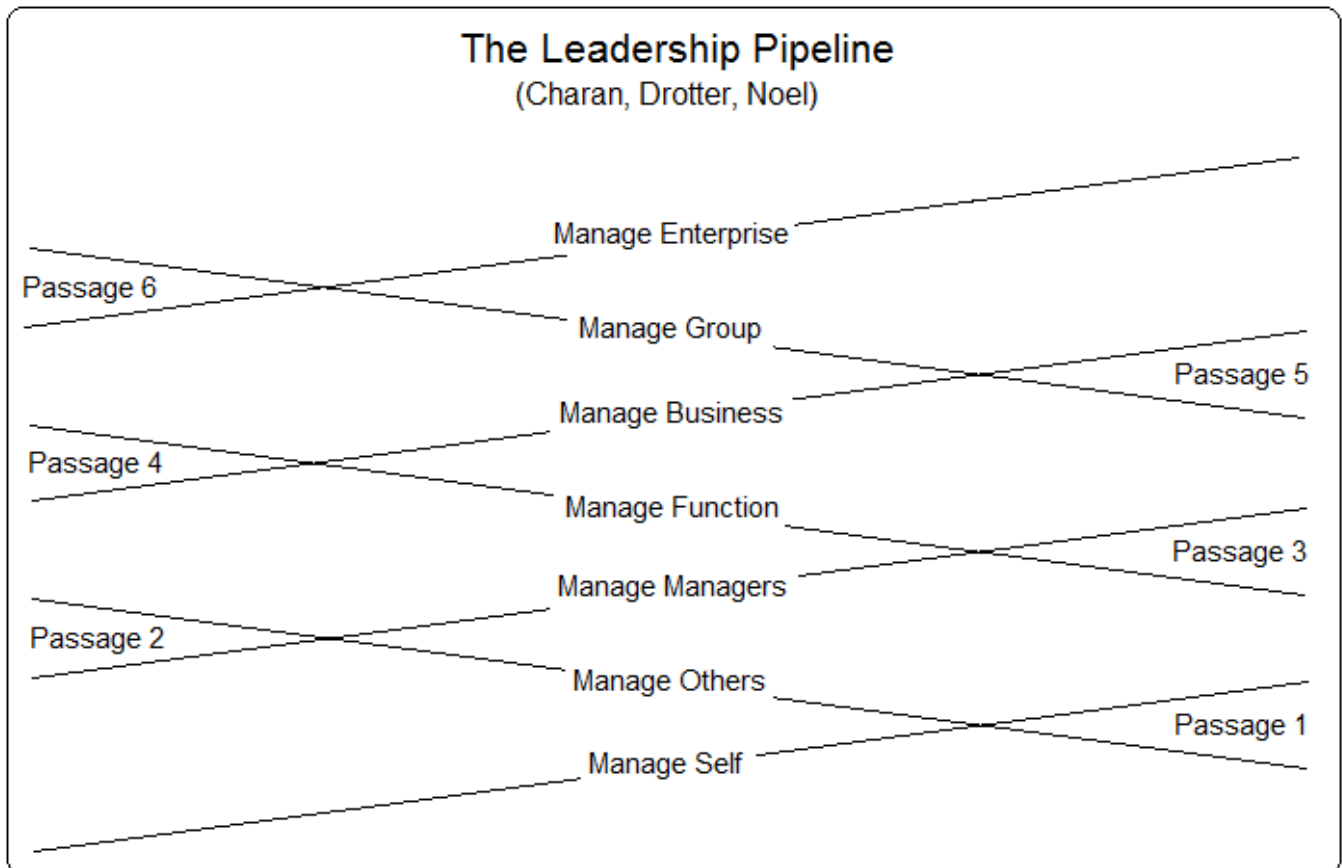 The Leadership Pipeline
(Charan, Drotter, Noel)
Manage Enterprise
Passage 6
Manage Group
Passage 5
Manage Business
Passage 4
Manage Function
Passage 3
Manage Managers
Passage 2
Manage Others
Passage 1
Manage Self